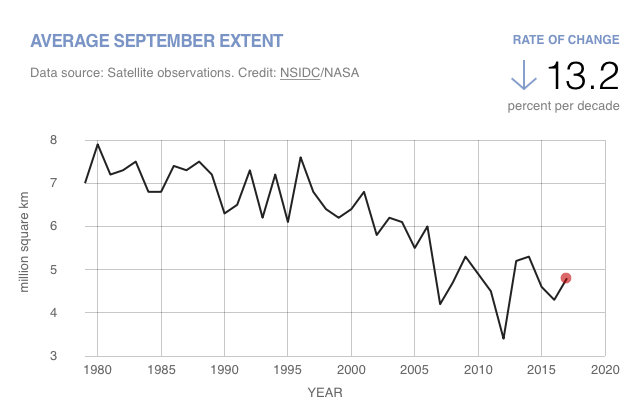 AVERAGE SEPTEMBER EXTENT
Data source: Satellite observations. Credit: NSIDC/NASA
RATE OF CHANGE
↓ 13.2
percent per decade
million square km
8
7
6
5
4
3
1980 1985 1990 1995 2000 2005 2010 2015 2020
YEAR